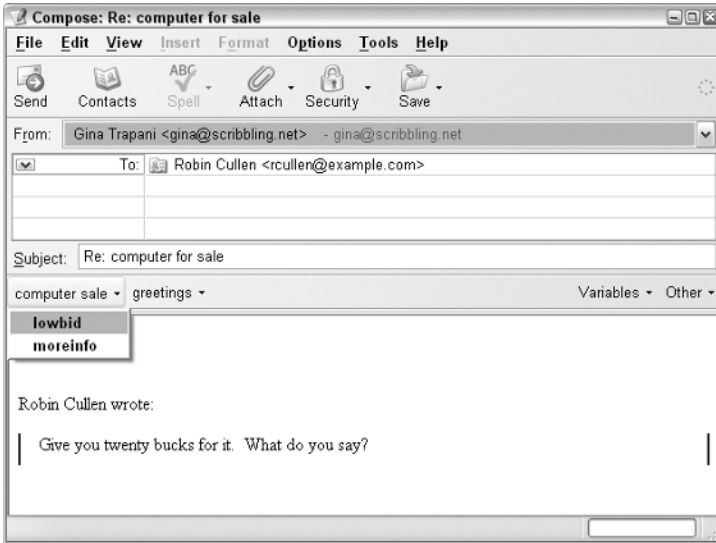 Compose: Re: computer for sale
File Edit View Insert Format Options Tools Help
ABC
Send Contacts Spell Attach Security Save
From: Gina Trapani <gina@scribbling.net> - gina@scribbling.net
To: Robin Cullen <rcullen@example.com>
Subject: Re: computer for sale
computer sale greetings Variables Other
lowbid
moreinfo
Robin Cullen wrote:
Give you twenty bucks for it. What do you say?